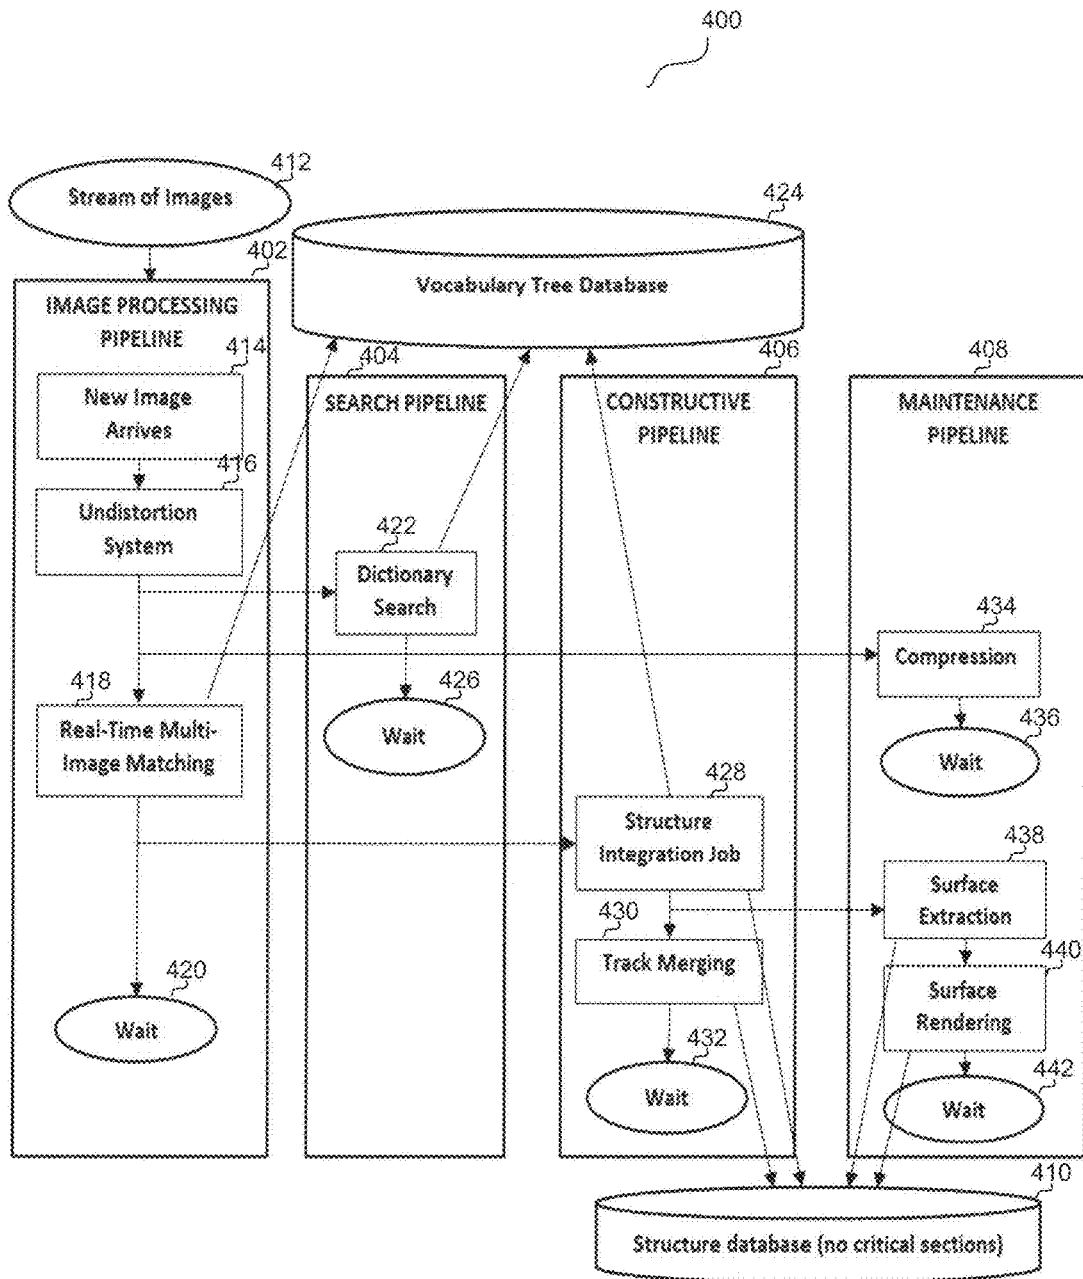 400
412
Stream of Images
424
402
Vocabulary Tree Database
IMAGE PROCESSING
PIPELINE
414
404
406
408
New Image
Arrives
SEARCH PIPELINE
CONSTRUCTIVE
PIPELINE
MAINTENANCE
PIPELINE
416
Undistortion
System
422
Dictionary
Search
434
Compression
418
426
Real-Time Multi-
Image Matching
Wait
436
Wait
428
Structure
Integration Job
438
Surface
Extraction
430
Track Merging
440
420
Surface
Rendering
Wait
432
Wait
442
Wait
410
Structure database (no critical sections)